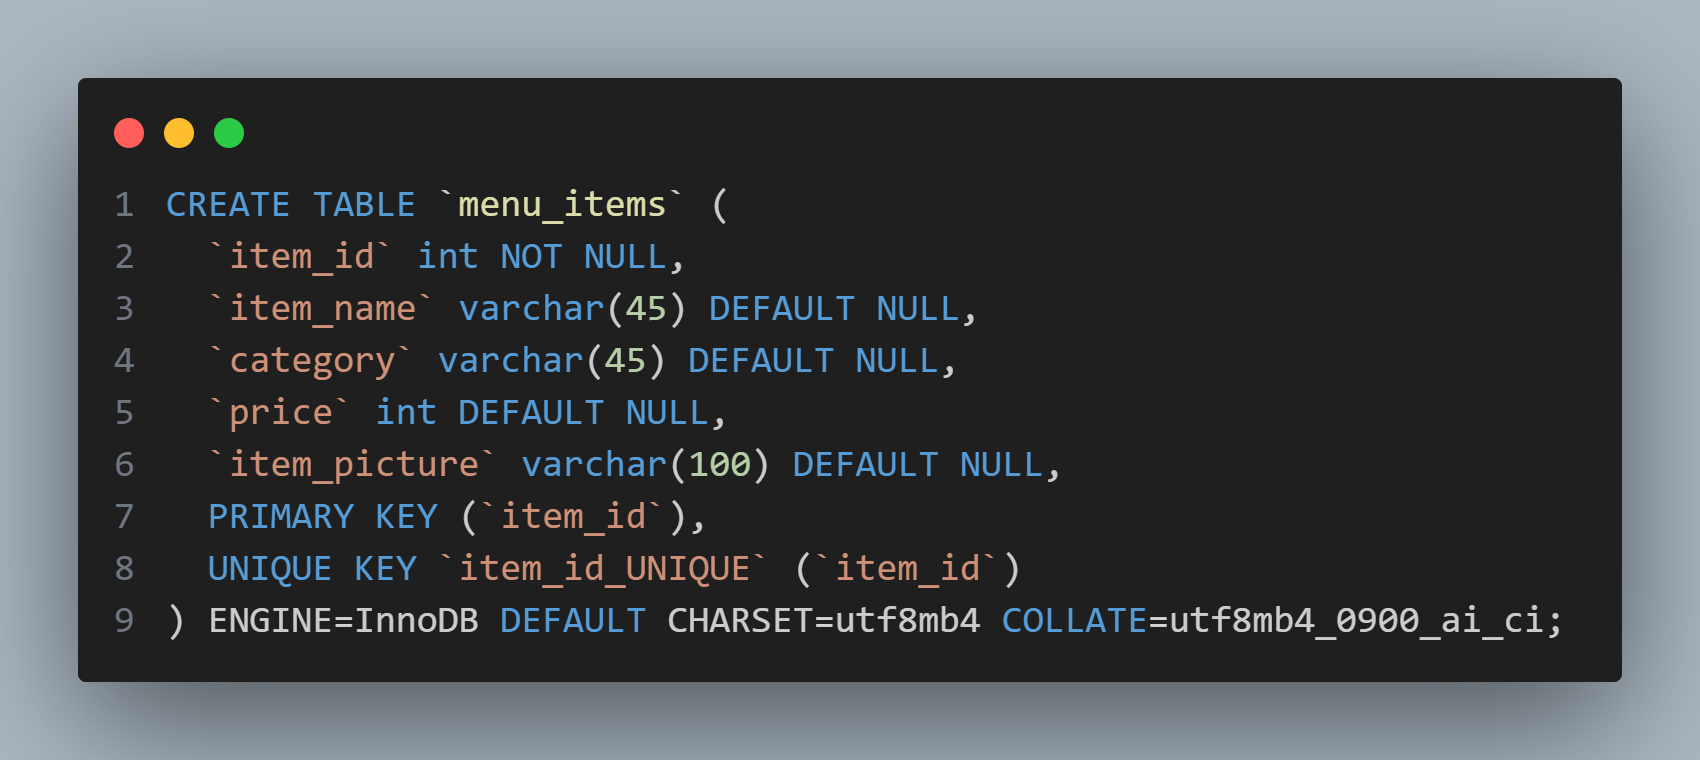 1 CREATE TABLE `menu_items` (
2   `item_id` int NOT NULL,
3   `item_name` varchar(45) DEFAULT NULL,
4   `category` varchar(45) DEFAULT NULL,
5   `price` int DEFAULT NULL,
6   `item_picture` varchar(100) DEFAULT NULL,
7   PRIMARY KEY (`item_id`),
8   UNIQUE KEY `item_id_UNIQUE` (`item_id`)
9 ) ENGINE=InnoDB DEFAULT CHARSET=utf8mb4 COLLATE=utf8mb4_0900_ai_ci;